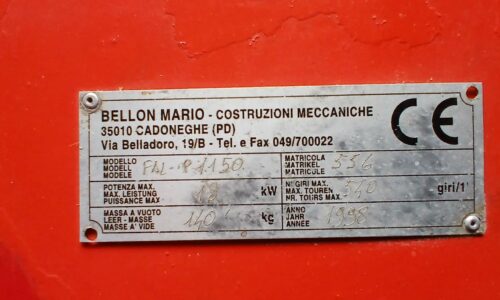 BELLON MARIO - COSTRUZIONI MECCANICHE
35010 CADONEGHE (PD)
Via Belladoro, 19/B - Tel. e Fax 049/700022
CE
MODELLO
MODELL
MODELE
FAL-P1150
MATRICOLA
MATRIKEL
MATRICULE
556
POTENZA MAX.
MAX. LEISTUNG
PUISSANCE MAX
18 kW
N. GIRI MAX.
MAX. TOUREN
NR. TOURS MAX.
540 giri/1'
MASSA A VUOTO
LEER - MASSE
MASSE A' VIDE
140 kg
ANNO
JAHR
ANNEE
1998